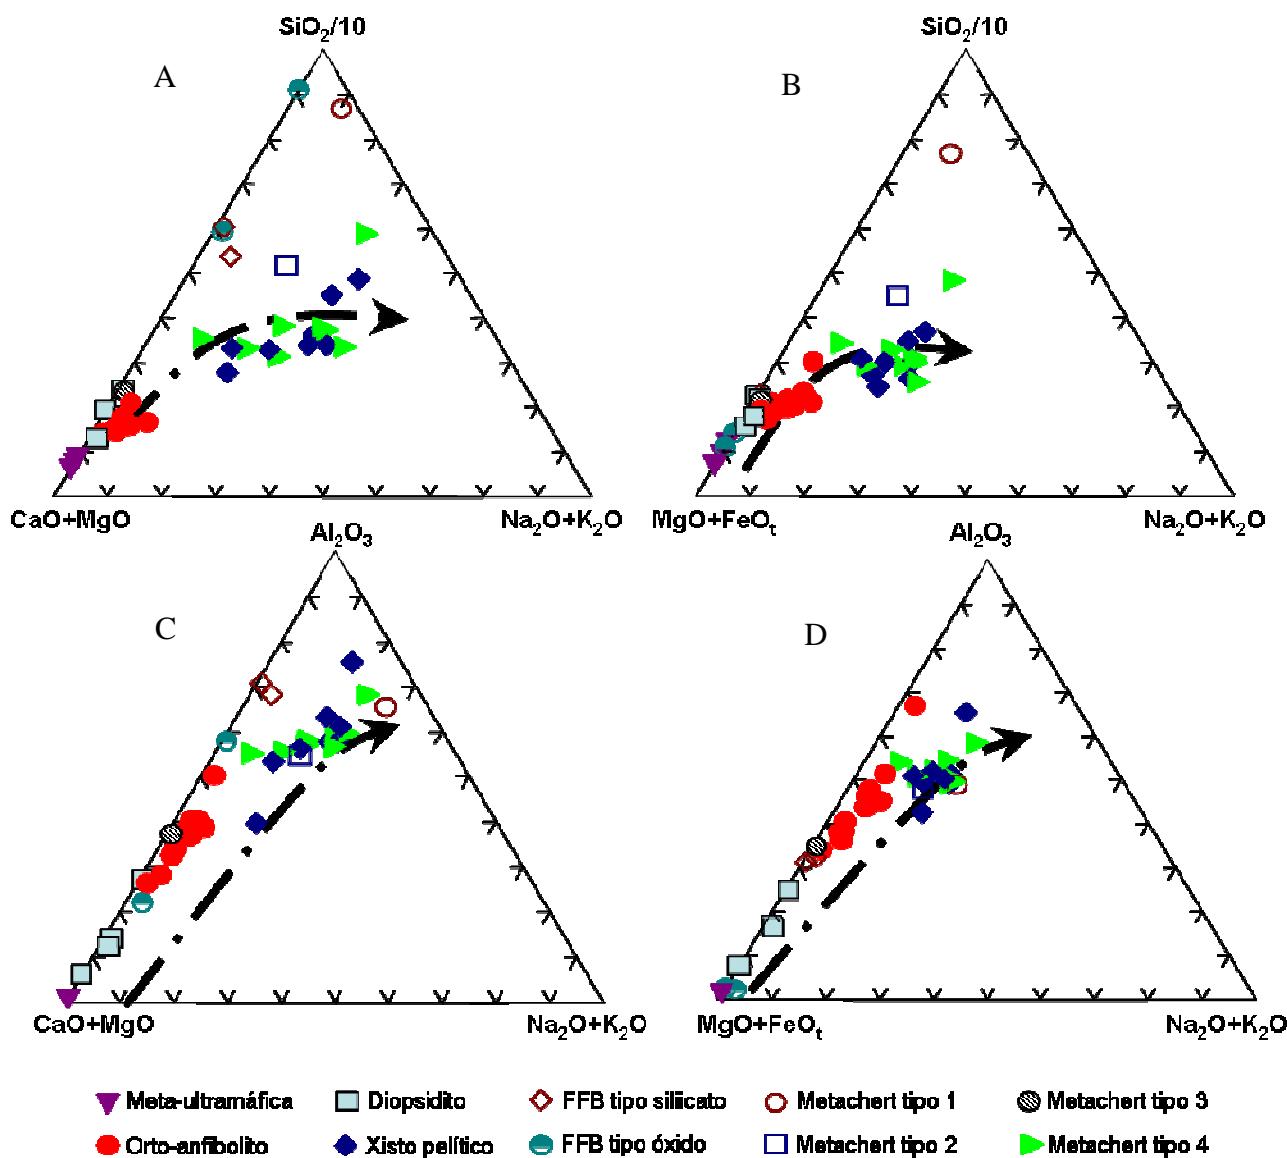 SiO₂/10
SiO₂/10
A
B
CaO+MgO
Na₂O+K₂O
MgO+FeOₜ
Na₂O+K₂O
Al₂O₃
Al₂O₃
C
D
CaO+MgO
Na₂O+K₂O
MgO+FeOₜ
Na₂O+K₂O
Meta-ultramáfica
Diopsidito
FFB tipo siliicato
Metachert tipo 1
Metachert tipo 3
Orto-anfibolito
Xisto pelítico
FFB tipo óxido
Metachert tipo 2
Metachert tipo 4